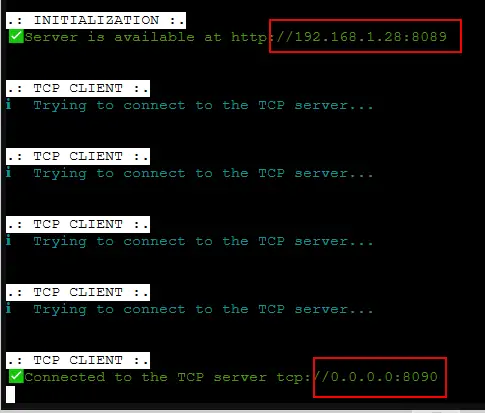 .: INITIALIZATION :.
✅Server is available at http://192.168.1.28:8089
.: TCP CLIENT :.
ℹ Trying to connect to the TCP server...
.: TCP CLIENT :.
ℹ Trying to connect to the TCP server...
.: TCP CLIENT :.
ℹ Trying to connect to the TCP server...
.: TCP CLIENT :.
ℹ Trying to connect to the TCP server...
.: TCP CLIENT :.
✅Connected to the TCP server tcp://0.0.0.0:8090